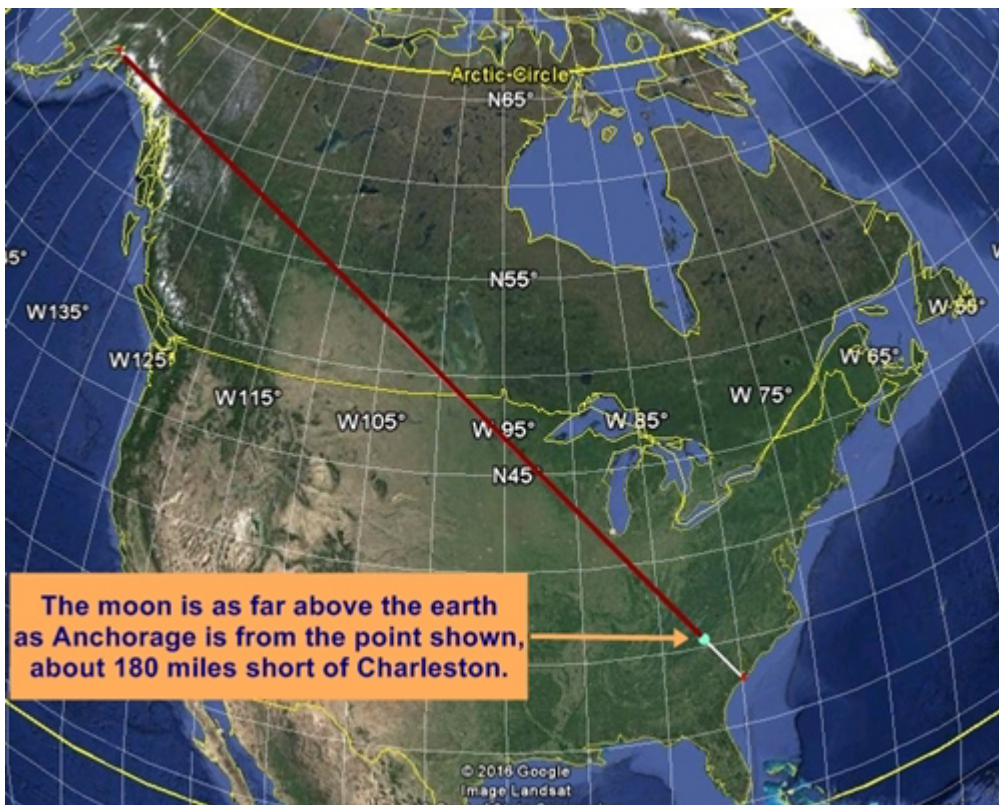 Arctic Circle
N65°
45°
N55°
W135°
W 55°
W125°
W 65°
W115°
W 75°
W105°
W 95°
W 85°
N45°
The moon is as far above the earth
as Anchorage is from the point shown,
about 180 miles short of Charleston.
© 2016 Google
Image Landsat